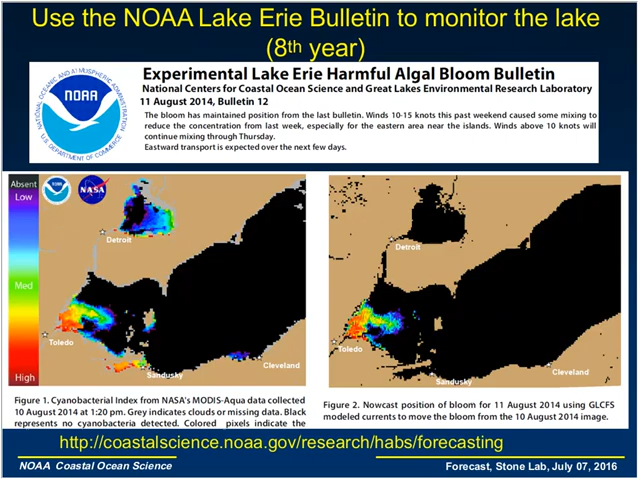 Use the NOAA Lake Erie Bulletin to monitor the lake
(8th year)
NATIONAL OCEANIC AND ATMOSPHERIC ADMINISTRATION
U.S. DEPARTMENT OF COMMERCE
NOAA
Experimental Lake Erie Harmful Algal Bloom Bulletin
National Centers for Coastal Ocean Science and Great Lakes Environmental Research Laboratory
11 August 2014, Bulletin 12
The bloom has maintained position from the last bulletin. Winds 10-15 knots this past weekend caused some mixing to
reduce the concentration from last week, especially for the eastern area near the islands. Winds above 10 knots will
continue mixing through Thursday.
Eastward transport is expected over the next few days.
Absent
Low
Med
High
NASA
Detroit
Toledo
Sandusky
Cleveland
Detroit
Toledo
Sandusky
Cleveland
Figure 1. Cyanobacterial Index from NASA's MODIS-Aqua data collected
10 August 2014 at 1:20 pm. Grey indicates clouds or missing data. Black
represents no cyanobacteria detected. Colored pixels indicate the
Figure 2. Nowcast position of bloom for 11 August 2014 using GLCFS
modeled currents to move the bloom from the 10 August 2014 image.
http://coastalscience.noaa.gov/research/habs/forecasting
NOAA Coastal Ocean Science
Forecast, Stone Lab, July 07, 2016